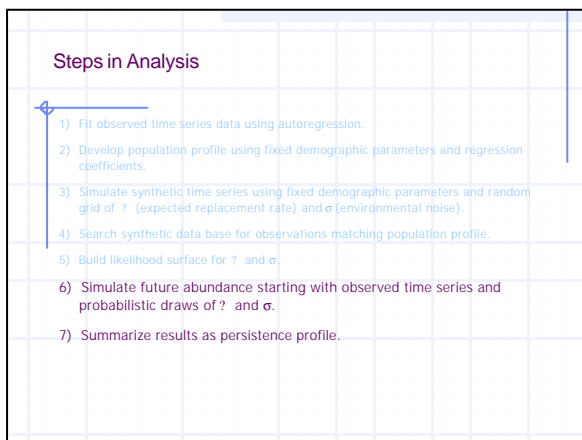 Steps in Analysis
1) Fit observed time series data using autoregression.
2) Develop population profile using fixed demographic parameters and regression
coefficients.
3) Simulate synthetic time series using fixed demographic parameters and random
grid of ? (expected replacement rate) and σ (environmental noise).
4) Search synthetic data base for observations matching population profile.
5) Build likelihood surface for ? and σ.
6) Simulate future abundance starting with observed time series and
probabilistic draws of ? and σ.
7) Summarize results as persistence profile.